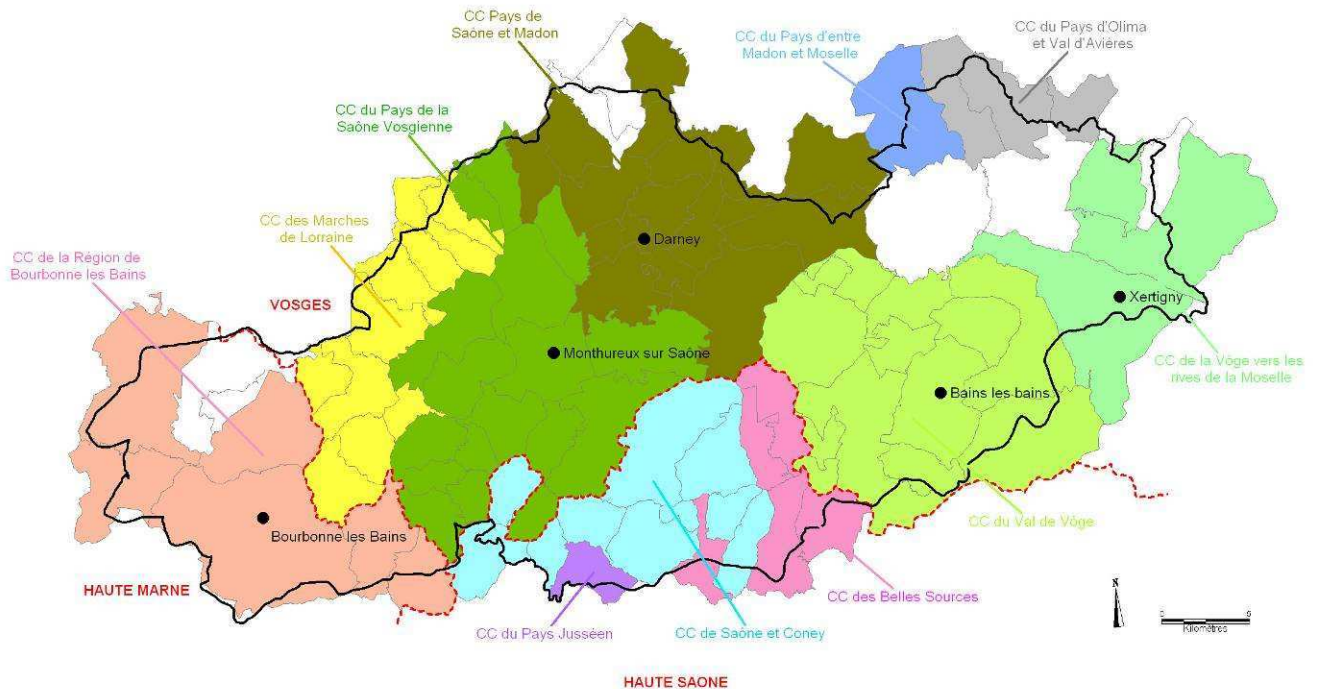 CC Pays de
Saône et Madon
CC du Pays d'entre
Madon et Moselle
CC du Pays d'Olima
et Val d'Avières
CC du Pays de la
Saône Vosgienne
CC des Marches
de Lorraine
CC de la Région de
Bourbonne les Bains
VOSGES
Darney
Xertigny
Monthureux sur Saône
CC de la Vôge vers les
rives de la Moselle
Bains les bains
Bourbonne les Bains
CC du Val de Vôge
HAUTE MARNE
CC des Belles Sources
CC du Pays Jusséen
CC de Saône et Coney
N
0
5
Kilomètres
HAUTE SAONE